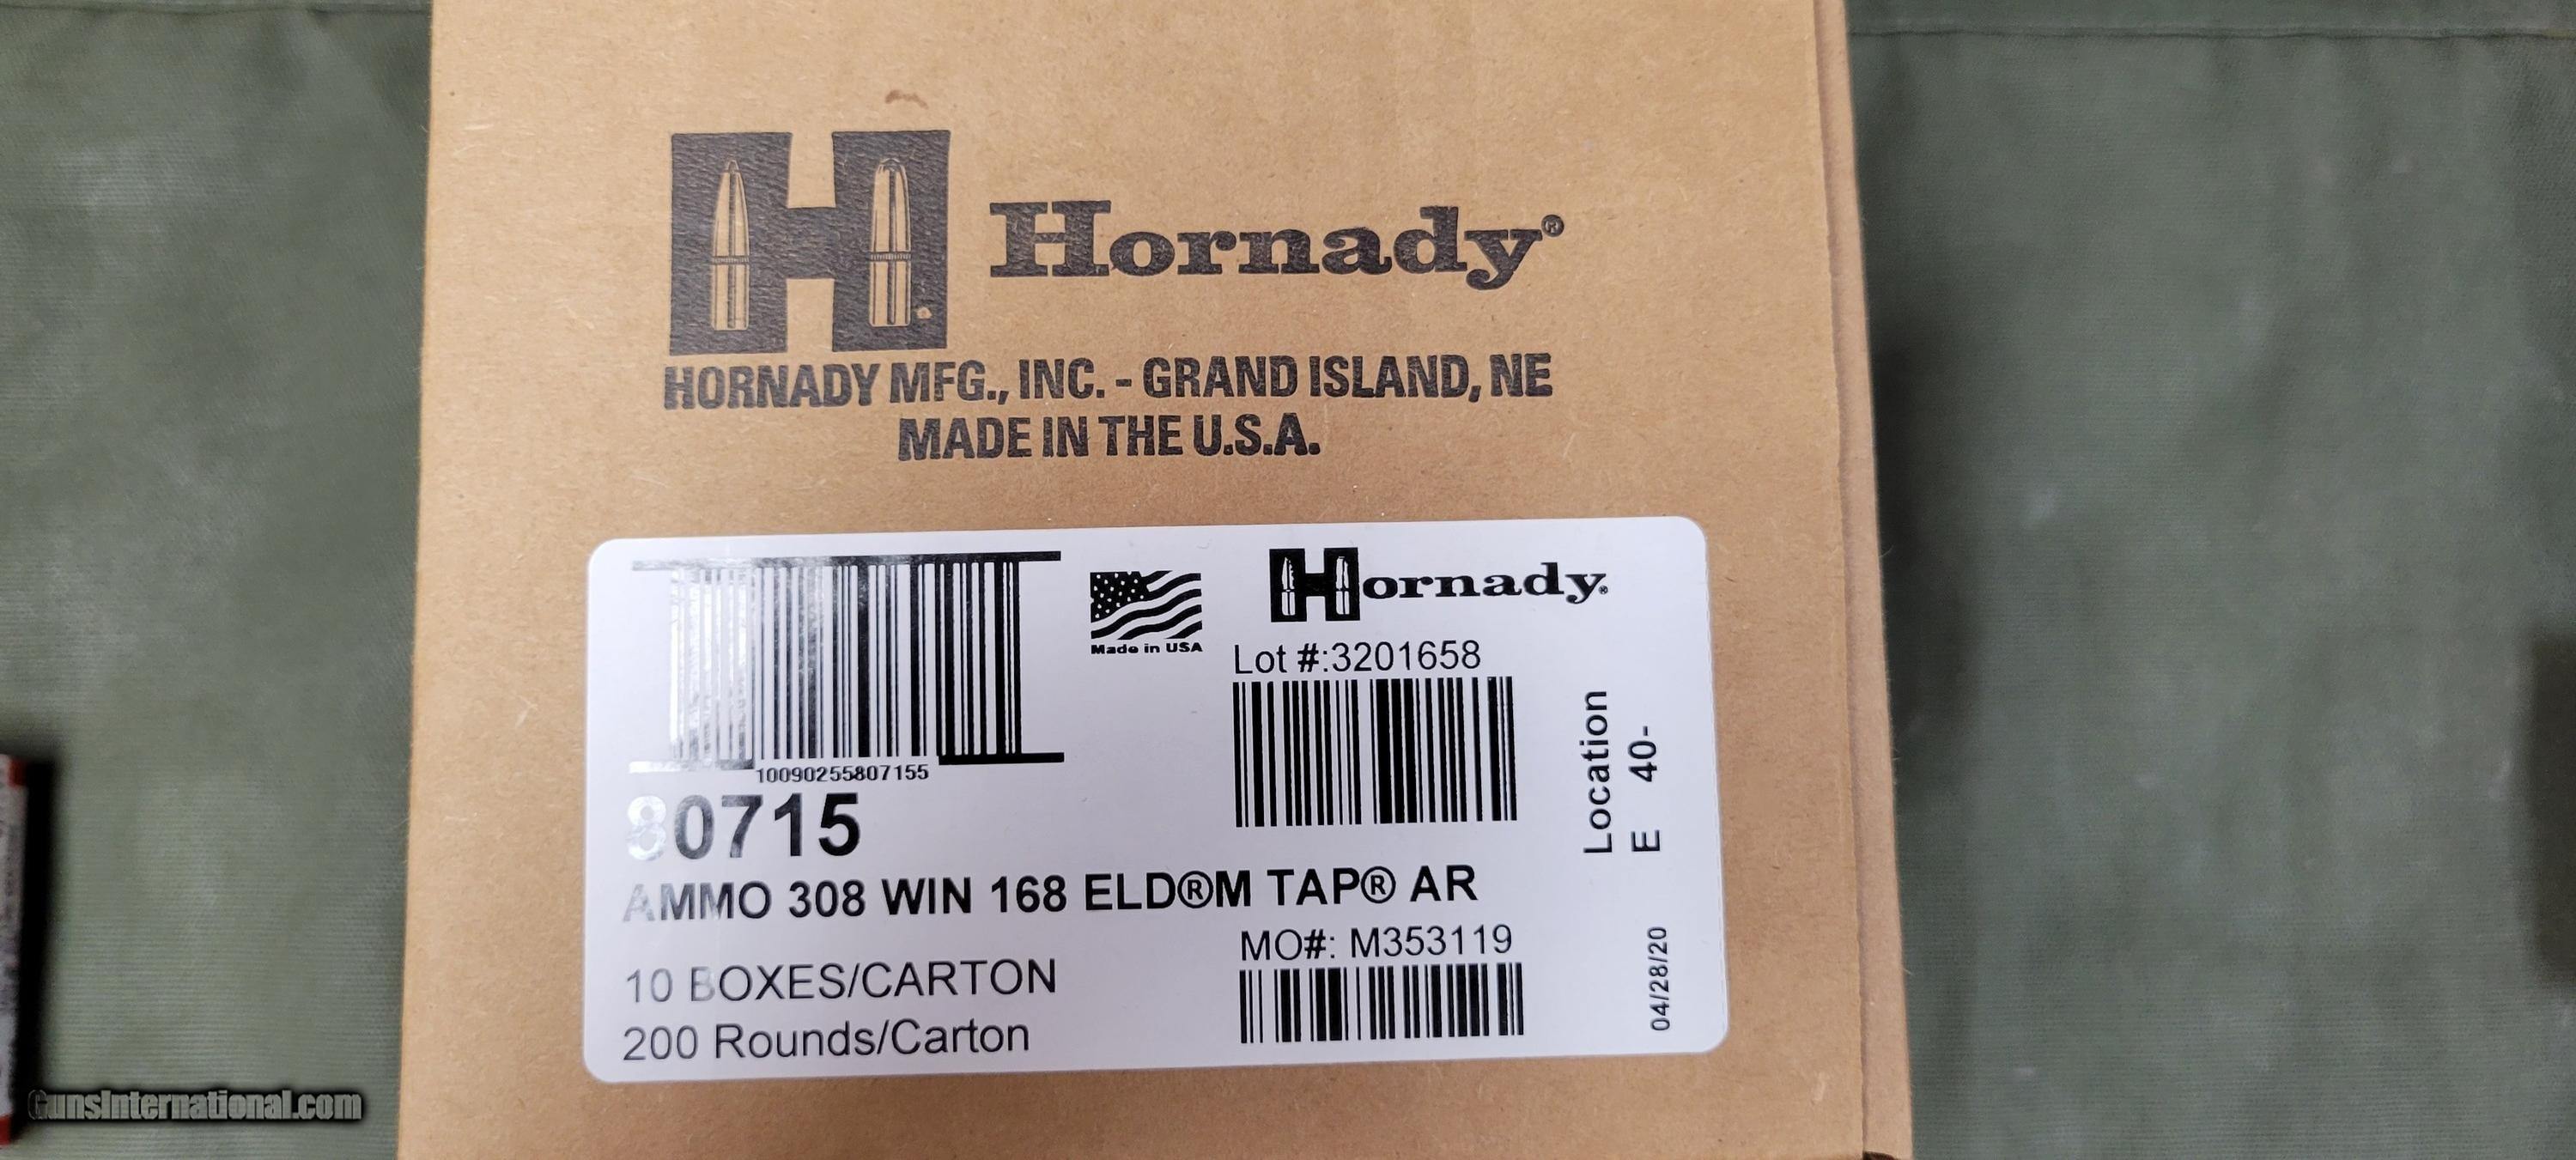 Hornady®
HORNADY MFG., INC. - GRAND ISLAND, NE
MADE IN THE U.S.A.
10090255807155
80715
Made in USA
Hornady®
Lot #:3201658
AMMO 308 WIN 168 ELD®M TAP® AR
10 BOXES/CARTON
200 Rounds/Carton
MO#: M353119
Location
E 40-
04/28/20
GunsInternational.com